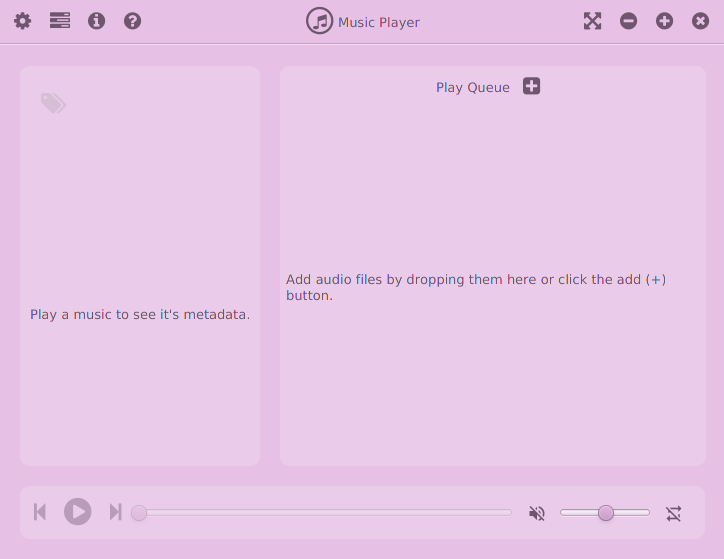 Music Player
Play Queue
Add audio files by dropping them here or click the add (+)
button.
Play a music to see it's metadata.